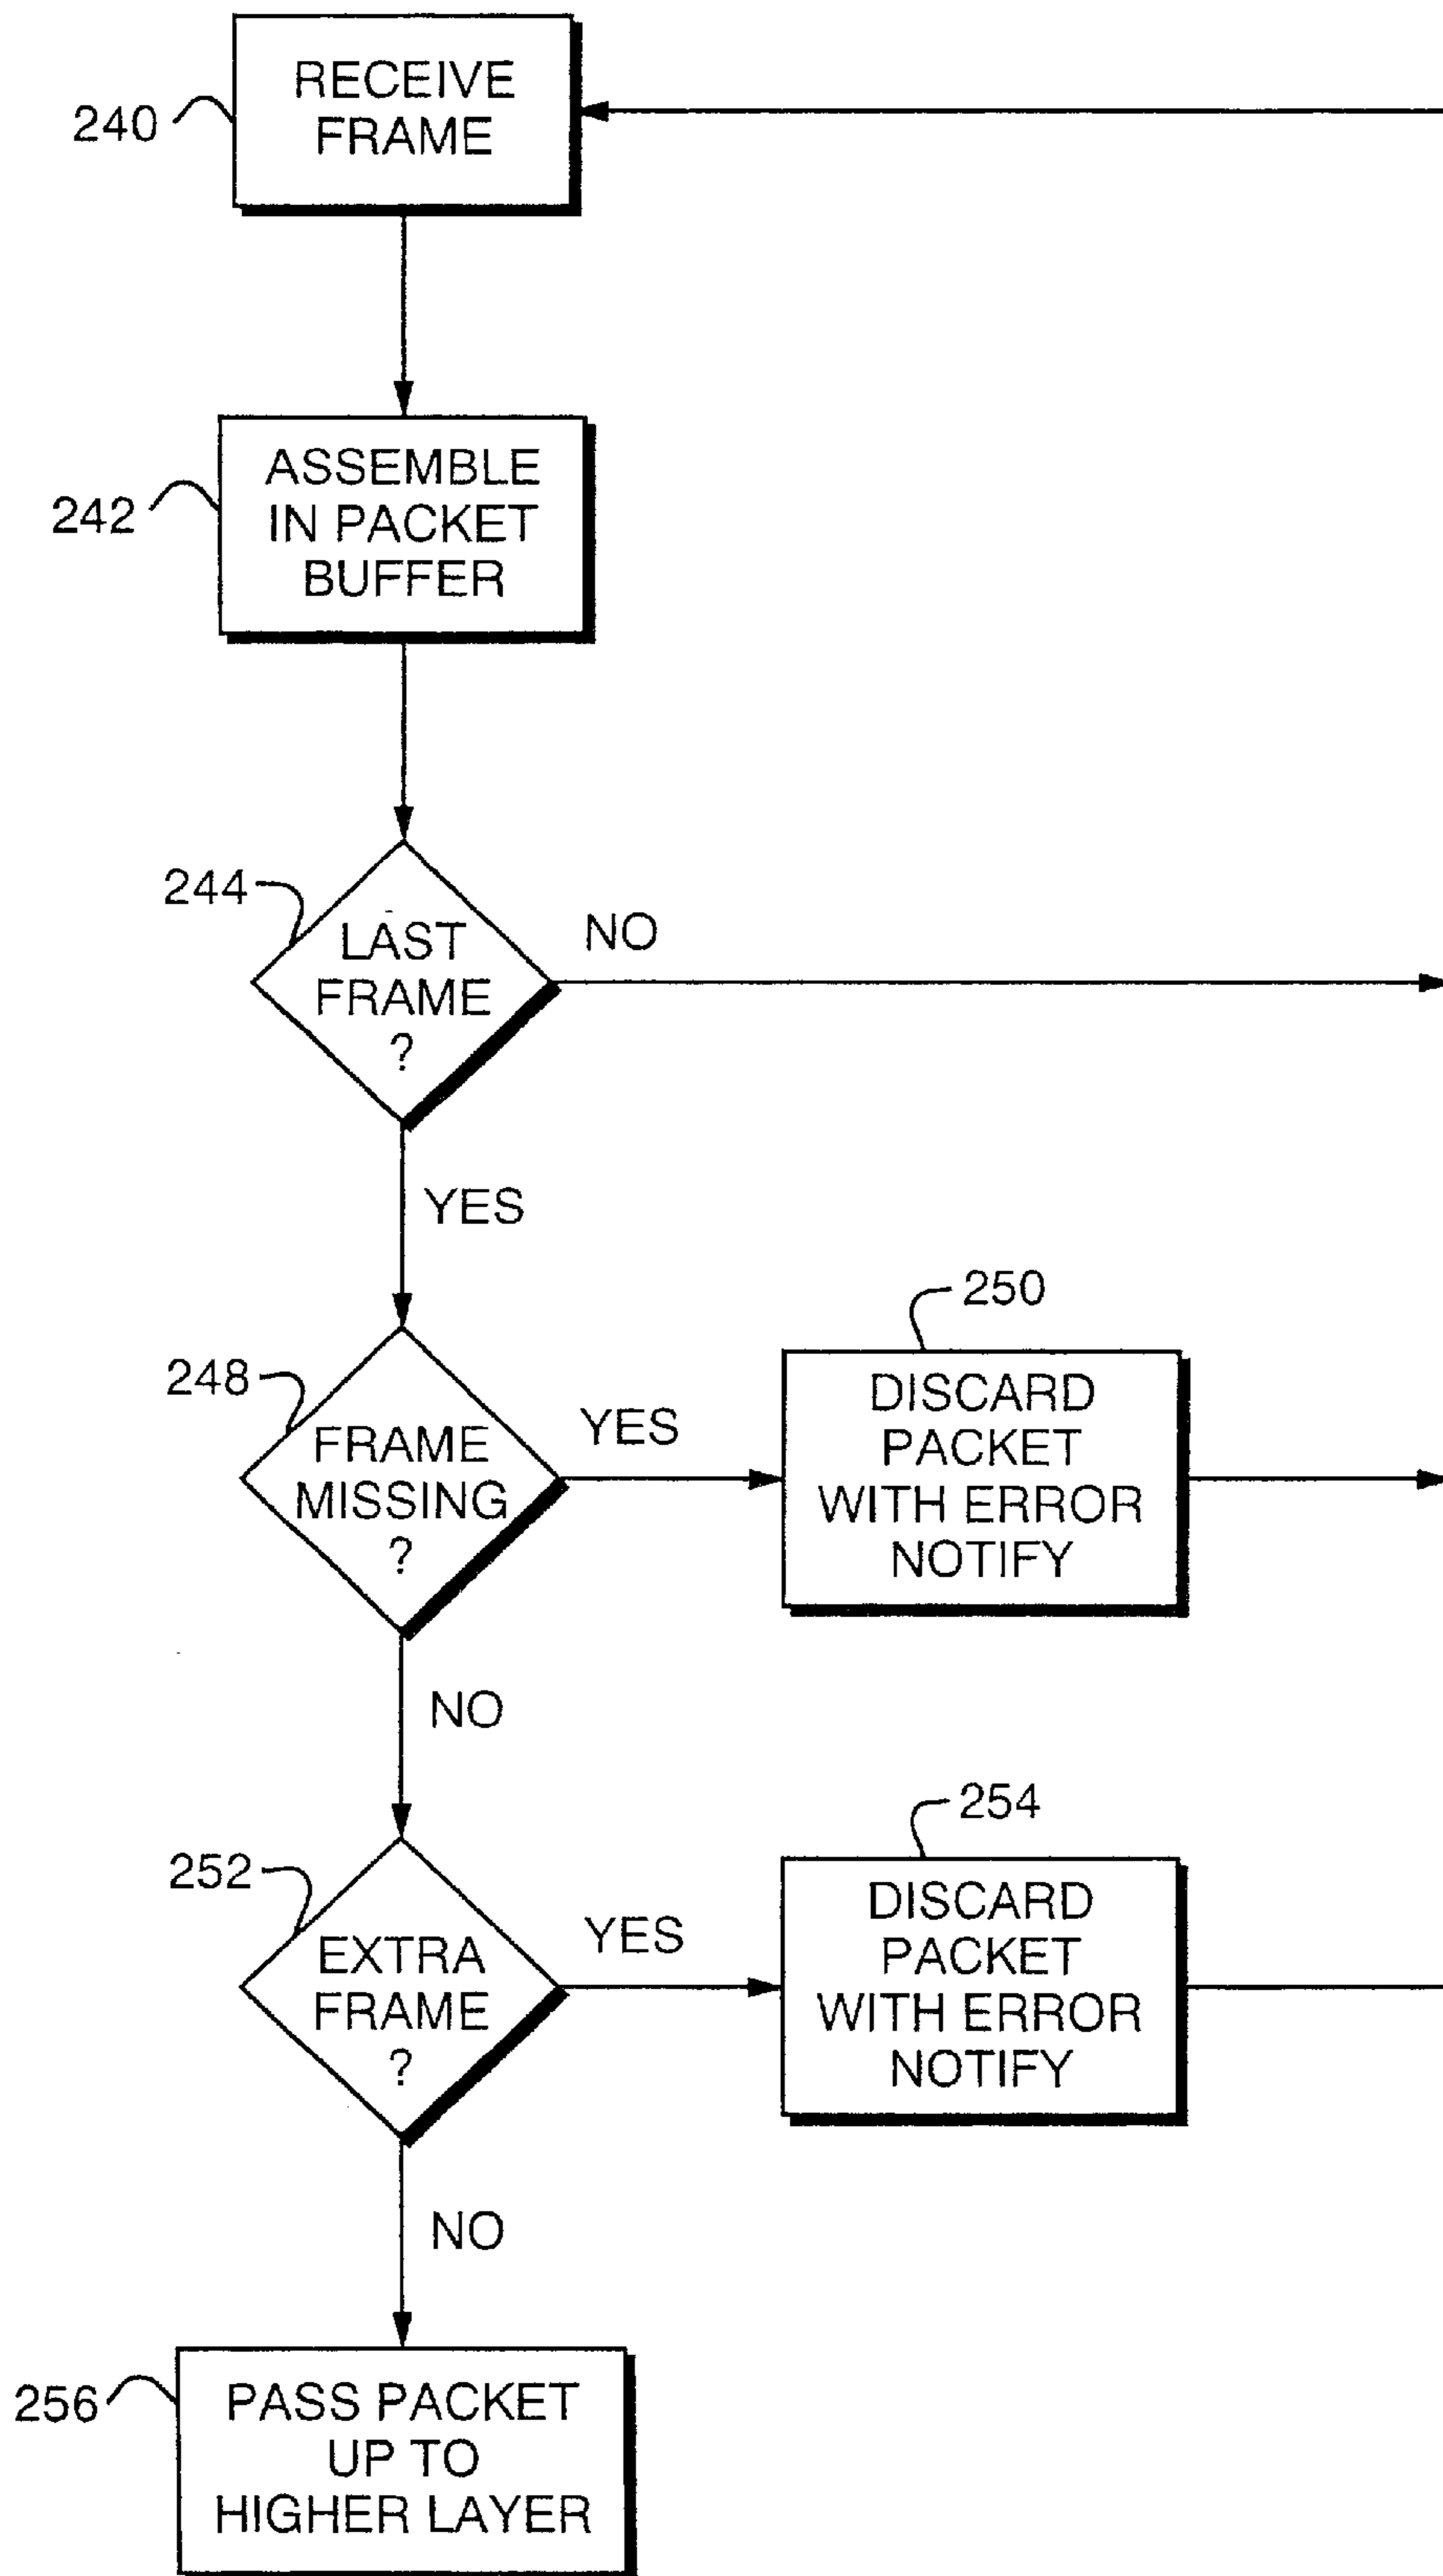 240
RECEIVE
FRAME
242
ASSEMBLE
IN PACKET
BUFFER
244
LAST
FRAME
?
NO
YES
248
FRAME
MISSING
?
YES
250
DISCARD
PACKET
WITH ERROR
NOTIFY
NO
252
EXTRA
FRAME
?
YES
254
DISCARD
PACKET
WITH ERROR
NOTIFY
NO
256
PASS PACKET
UP TO
HIGHER LAYER